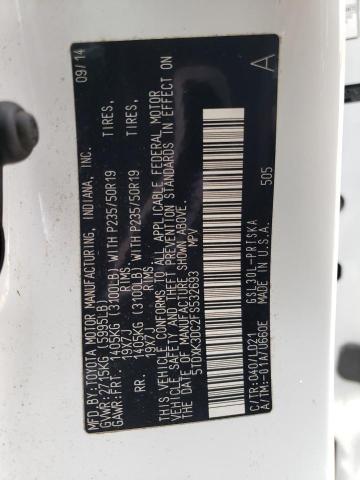 MFD. BY: TOYOTA MOTOR MANUFACTURING, INDIANA, INC.
09/14
GVWR: 2715KG ( 5995LB)
GAWR:FRT. 1405KG (3100LB) WITH P235/50R19 TIRES,
19X7J RIMS
RR. 1405KG (3100LB) WITH P235/50R19 TIRES,
19X7J RIMS
THIS VEHICLE CONFORMS TO ALL APPLICABLE FEDERAL MOTOR
VEHICLE SAFETY AND THEFT PREVENTION STANDARDS IN EFFECT ON
THE DATE OF MANUFACTURE SHOWN ABOVE.
5TDXK3DC2FS532693
MPV
A
505
C/TR:040/LD21
A/TM:-01A/U660E
GSL30L-PRTSKA
MADE IN U.S.A.